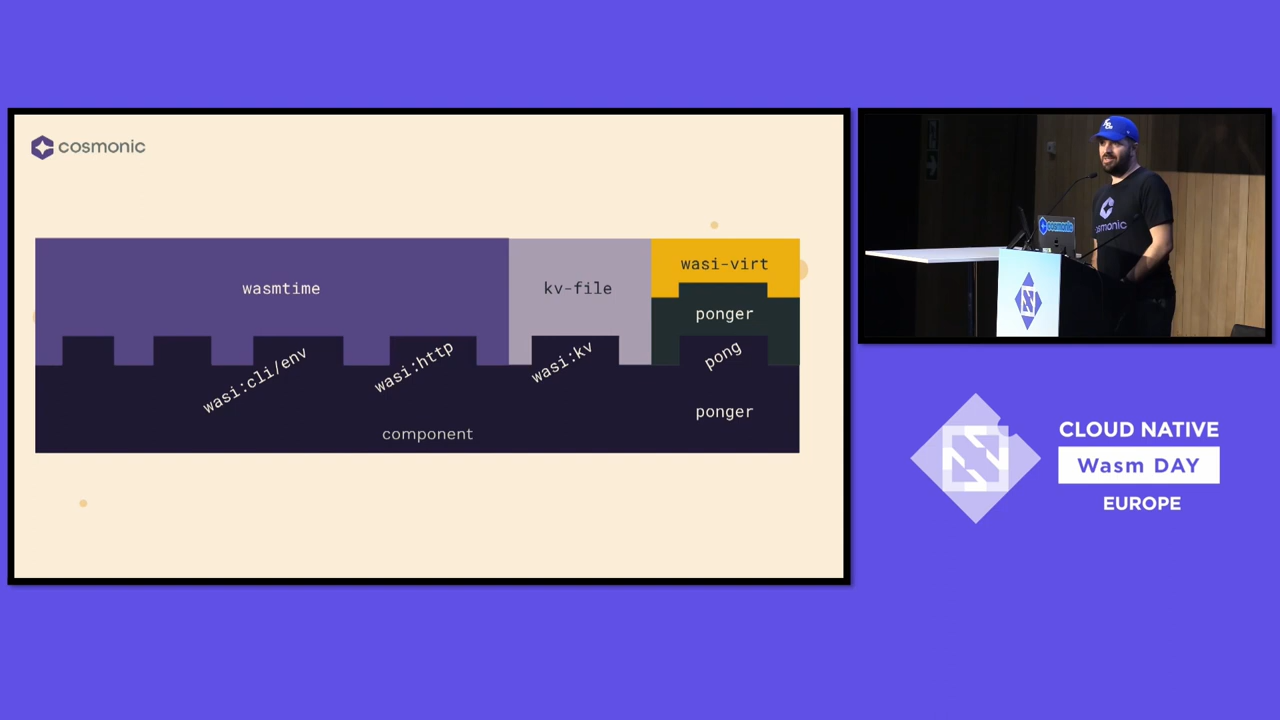 cosmonic
wasmtime
kv-file
wasi-virt
ponger
wasi:cli/env
wasi:http
wasi:kv
pong
ponger
component
cosmonic
CLOUD NATIVE
Wasm DAY
EUROPE